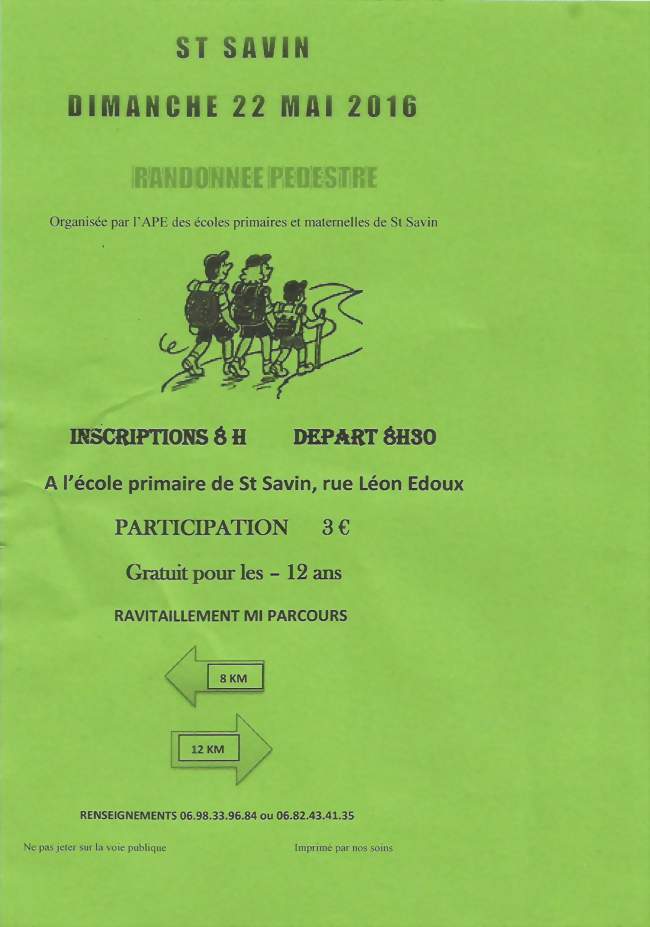 ST SAVIN
DIMANCHE 22 MAI 2016
RANDONNEE PEDESTRE
Organisée par l'APE des écoles primaires et maternelles de St Savin
INSCRIPTIONS 8 H DEPART 8H30
A l'école primaire de St Savin, rue Léon Edoux
PARTICIPATION 3 €
Gratuit pour les – 12 ans
RAVITAILLEMENT MI PARCOURS
8 KM
12 KM
RENSEIGNEMENTS 06.98.33.96.84 ou 06.82.43.41.35
Ne pas jeter sur la voie publique Imprimé par nos soins